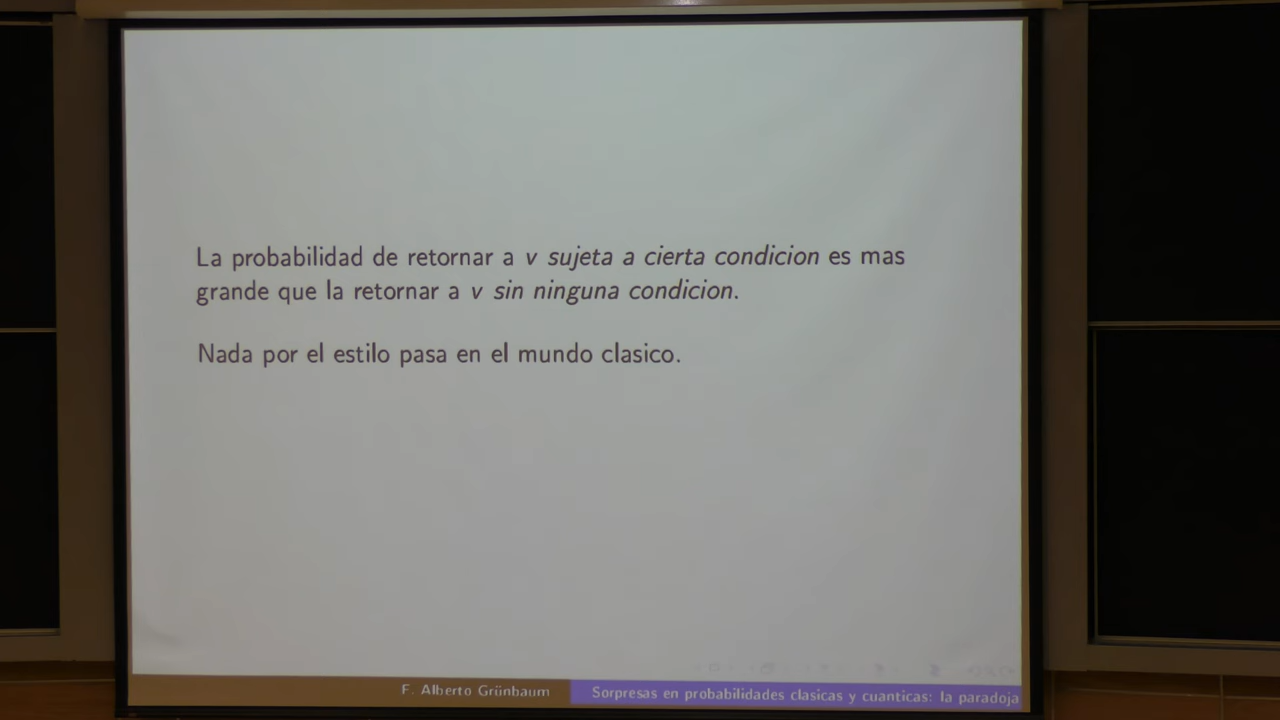 La probabilidad de retornar a v sujeta a cierta condicion es mas
grande que la retornar a v sin ninguna condicion.
Nada por el estilo pasa en el mundo clasico.
F. Alberto Grünbaum
Sorpresas en probabilidades clasicas y cuanticas: la paradoja